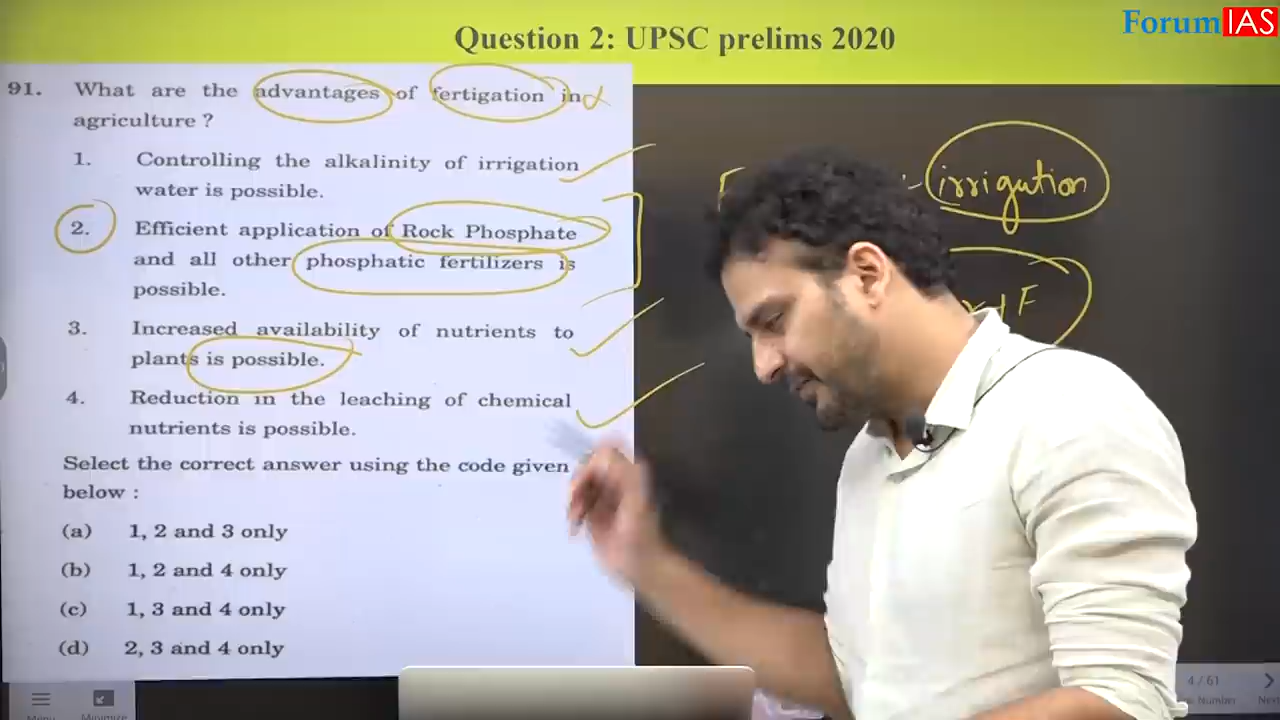 ForumIAS
Question 2: UPSC prelims 2020
91. What are the advantages of fertigation in
agriculture ?
1. Controlling the alkalinity of irrigation
water is possible.
2. Efficient application of Rock Phosphate
and all other phosphatic fertilizers is
possible.
3. Increased availability of nutrients to
plants is possible.
4. Reduction in the leaching of chemical
nutrients is possible.
Select the correct answer using the code given
below :
(a) 1, 2 and 3 only
(b) 1, 2 and 4 only
(c) 1, 3 and 4 only
(d) 2, 3 and 4 only
irrigation
+ F
Menu
Minimize
4 / 61
Number